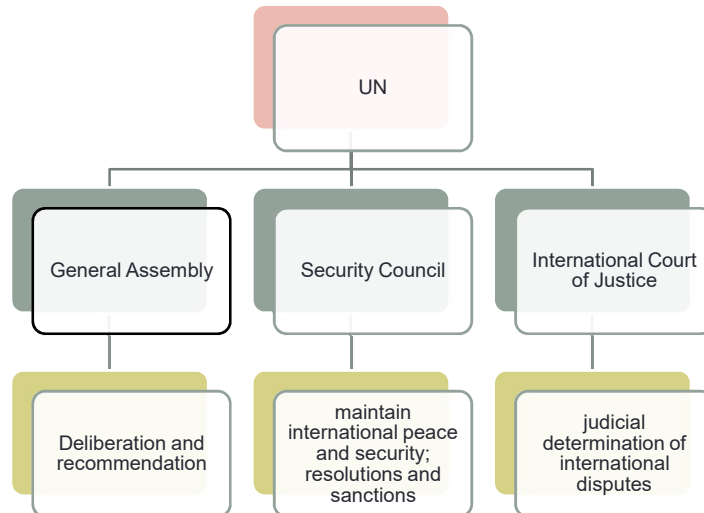 UN
General Assembly
Security Council
International Court
of Justice
Deliberation and
recommendation
maintain
international peace
and security;
resolutions and
sanctions
judicial
determination of
international
disputes